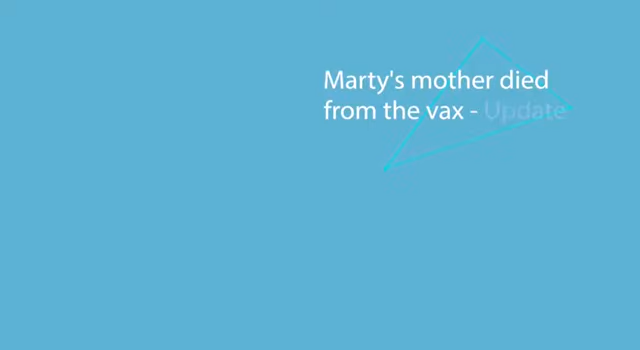 Marty's mother died
from the vax - Update